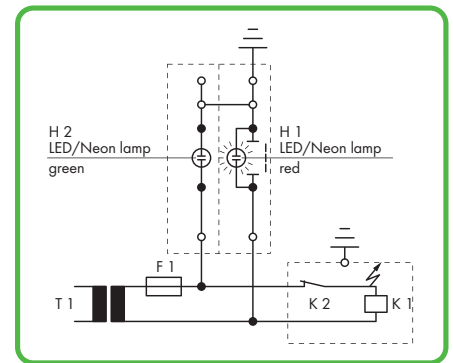 H 2
LED/Neon lamp
green
H 1
LED/Neon lamp
red
F 1
T 1
K 2
K 1